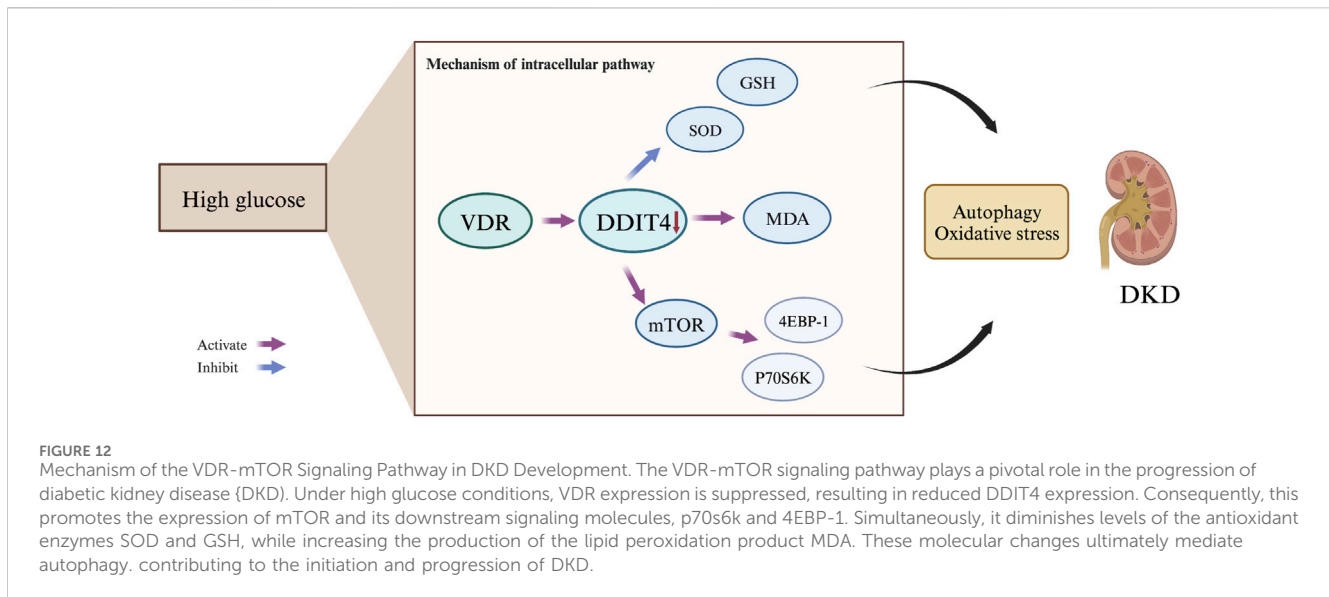 Mechanism of intracellular pathway
GSH
SOD
High glucose
VDR
DDIT4
MDA
Autophagy
Oxidative stress
DKD
mTOR
4EBP-1
P70S6K
Activate
Inhibit
FIGURE 12
Mechanism of the VDR-mTOR Signaling Pathway in DKD Development. The VDR-mTOR signaling pathway plays a pivotal role in the progression of
diabetic kidney disease (DKD). Under high glucose conditions, VDR expression is suppressed, resulting in reduced DDIT4 expression. Consequently, this
promotes the expression of mTOR and its downstream signaling molecules, p70s6k and 4EBP-1. Simultaneously, it diminishes levels of the antioxidant
enzymes SOD and GSH, while increasing the production of the lipid peroxidation product MDA. These molecular changes ultimately mediate
autophagy. contributing to the initiation and progression of DKD.